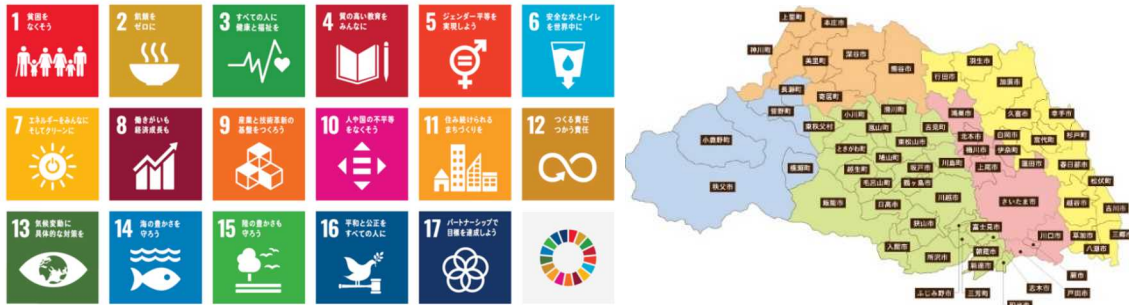 1 貧困を
なくそう
2 飢餓を
ゼロに
3 すべての人に
健康と福祉を
4 質の高い教育を
みんなに
5 ジェンダー平等を
実現しよう
6 安全な水とトイレ
を世界中に
7 エネルギーをみんなに
そしてクリーンに
8 働きがいも
経済成長も
9 産業と技術革新の
基盤をつくろう
10 人や国の不平等
をなくそう
11 住み続けられる
まちづくりを
12 つくる責任
つかう責任
13 気候変動に
具体的な対策を
14 海の豊かさを
守ろう
15 陸の豊かさも
守ろう
16 平和と公正を
すべての人に
17 パートナーシップで
目標を達成しよう
上里町
本庄市
神川町
美里町
深谷市
熊谷市
行田市
羽生市
加須市
長瀞町
皆野町
寄居町
小川町
滑川町
鴻巣市
久喜市
幸手市
東秩父村
嵐山町
吉見町
北本市
白岡市
宮代町
杉戸町
小鹿野町
ときがわ町
東松山市
桶川市
伊奈町
横瀬町
鳩山町
川島町
上尾市
蓮田市
春日部市
秩父市
越生町
坂戸市
毛呂山町
鶴ヶ島市
松伏町
飯能市
日高市
川越市
さいたま市
越谷市
吉川市
狭山市
富士見市
川口市
草加市
三郷市
入間市
所沢市
朝霞市
八潮市
新座市
蕨市
ふじみ野市
三芳町
志木市
戸田市